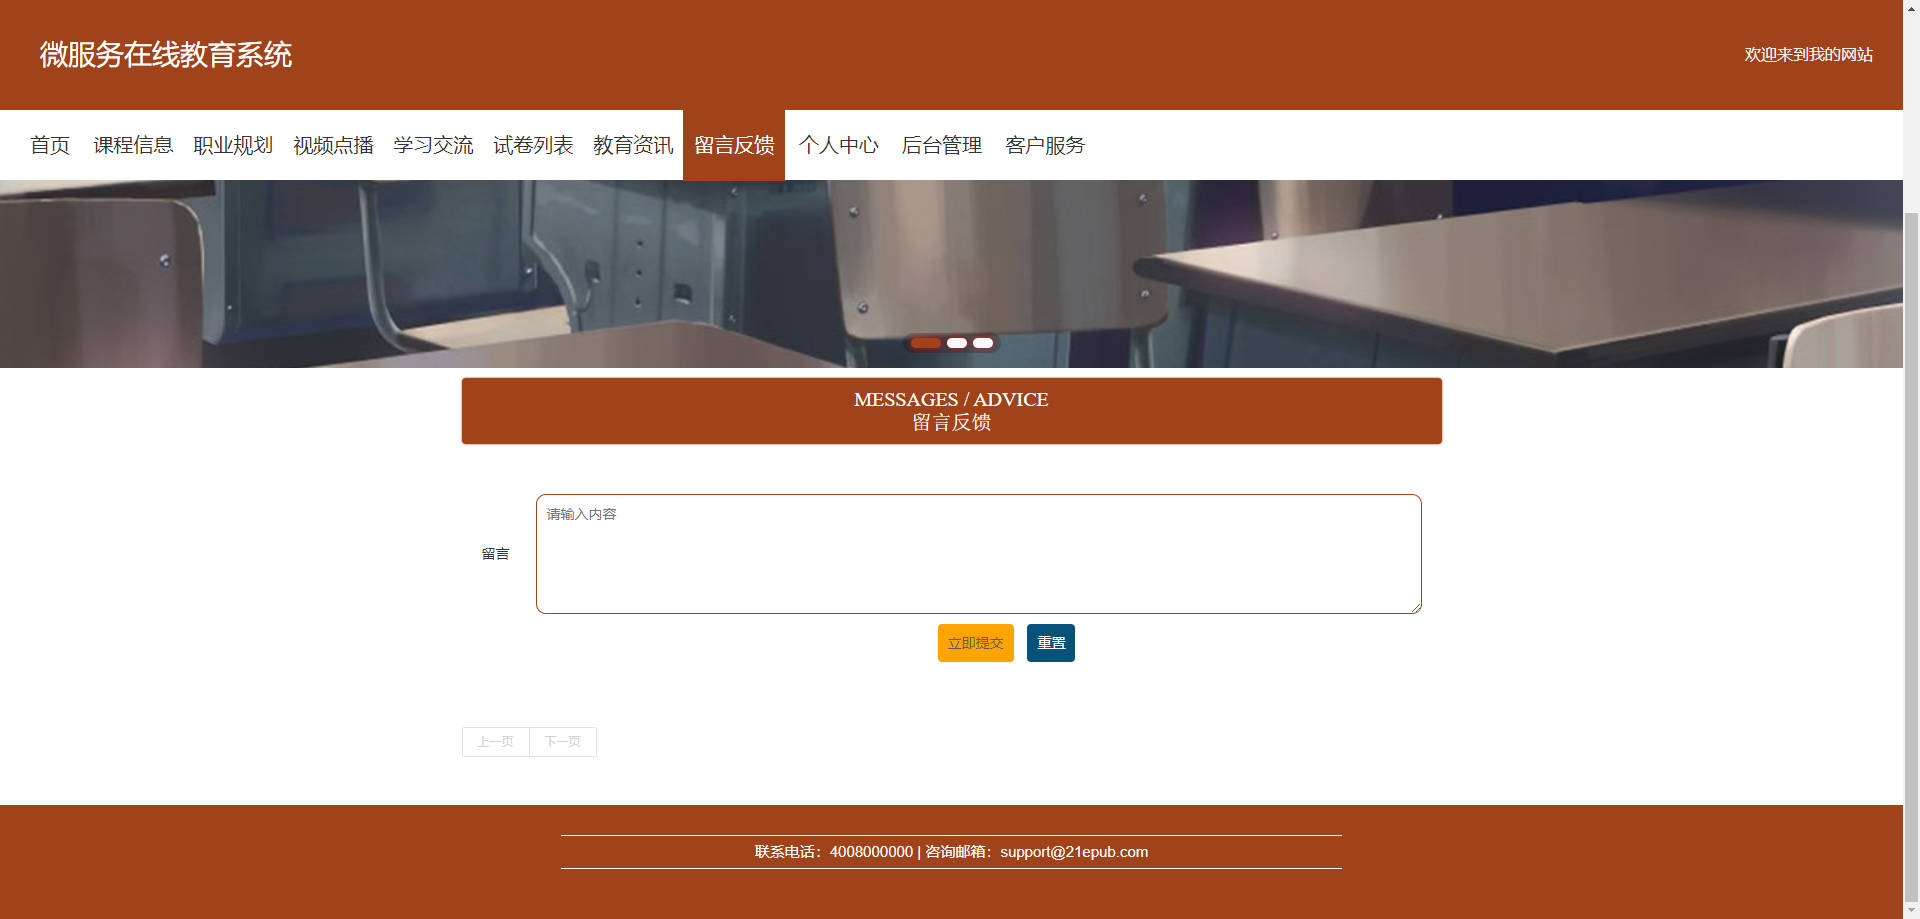 微服务在线教育系统
欢迎来到我的网站
首页 课程信息 职业规划 视频点播 学习交流 试卷列表 教育资讯 留言反馈 个人中心 后台管理 客户服务
MESSAGES / ADVICE
留言反馈
请输入内容
留言
立即提交 重置
上一页 下一页
联系电话：4008000000 | 咨询邮箱：support@21epub.com